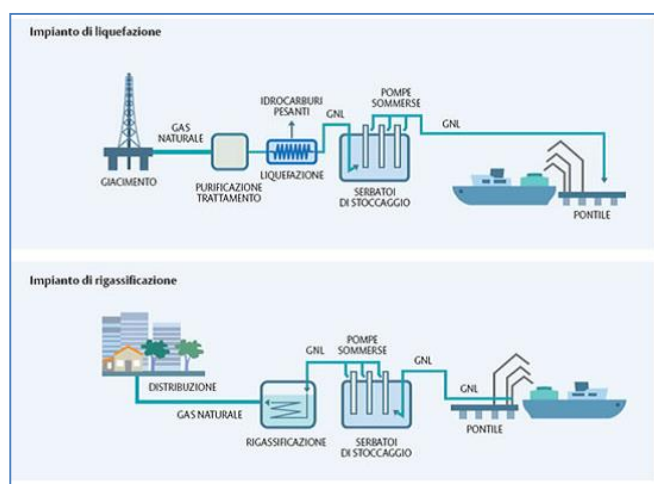 Impianto di liquefazione
IDROCARBURI
PESANTI
POMPE
SOMMERSE
GNL
GNL
GAS
NATURALE
GIACIMENTO
PURIFICAZIONE
TRATTAMENTO
LIQUEFAZIONE
SERBATOI
DI STOCCAGGIO
PONTILE
Impianto di rigassificazione
POMPE
SOMMERSE
GNL
GNL
GNL
DISTRIBUZIONE
GAS NATURALE
RIGASSIFICAZIONE
SERBATOI
DI STOCCAGGIO
PONTILE